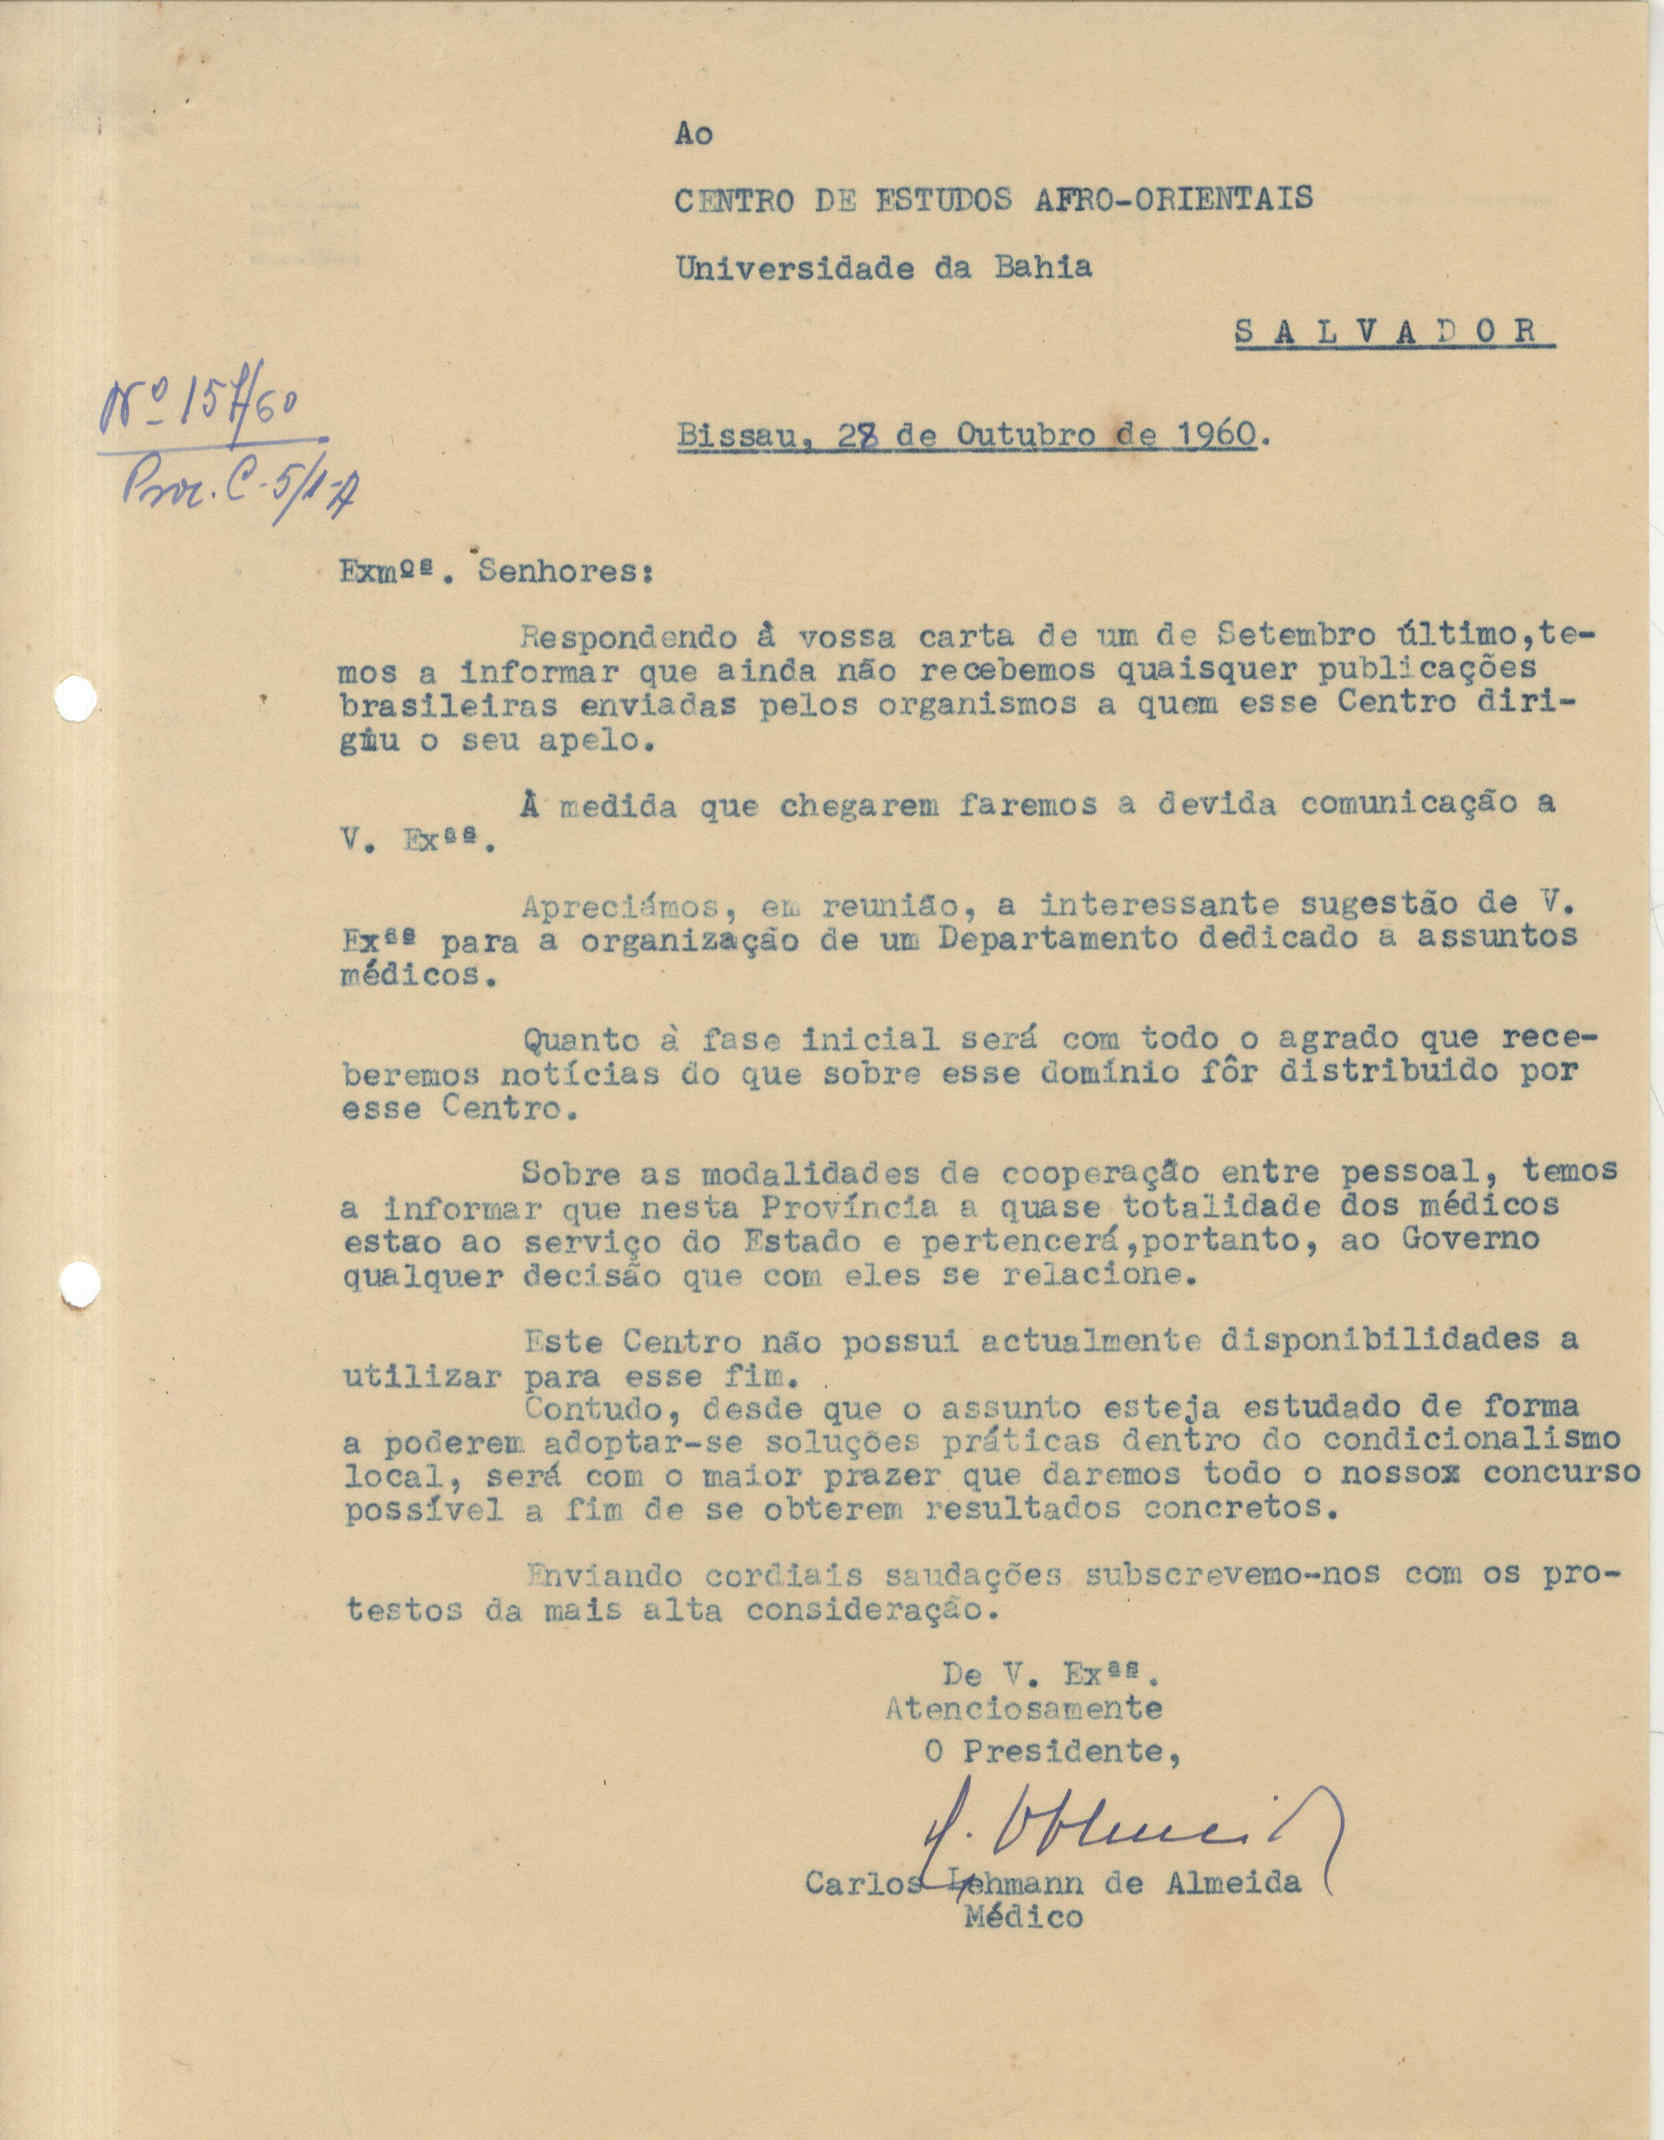 Ao
CENTRO DE ESTUDOS AFRO-ORIENTAIS
Universidade da Bahia
S A L V A D O R
Nº 157/60
Proc. C-5/1-A
Bissau, 28 de Outubro de 1960.
Exmºs. Senhores:
Respondendo à vossa carta de um de Setembro último,te-
mos a informar que ainda não recebemos quaisquer publicações
brasileiras enviadas pelos organismos a quem esse Centro diri-
giu o seu apelo.
À medida que chegarem faremos a devida comunicação a
V. Exªs.
Apreciámos, em reunião, a interessante sugestão de V.
Exªs para a organização de um Departamento dedicado a assuntos
médicos.
Quanto à fase inicial será com todo o agrado que rece-
beremos notícias do que sobre esse domínio fôr distribuido por
esse Centro.
Sobre as modalidades de cooperação entre pessoal, temos
a informar que nesta Província a quase totalidade dos médicos
estao ao serviço do Estado e pertencerá,portanto, ao Governo
qualquer decisão que com eles se relacione.
Este Centro não possui actualmente disponibilidades a
utilizar para esse fim.
Contudo, desde que o assunto esteja estudado de forma
a poderem adoptar-se soluções práticas dentro do condicionalismo
local, será com o maior prazer que daremos todo o nossox concurso
possível a fim de se obterem resultados concretos.
Enviando cordiais saudações subscrevemo-nos com os pro-
testos da mais alta consideração.
De V. Exªs.
Atenciosamente
O Presidente,
Carlos Lehmann de Almeida
Médico